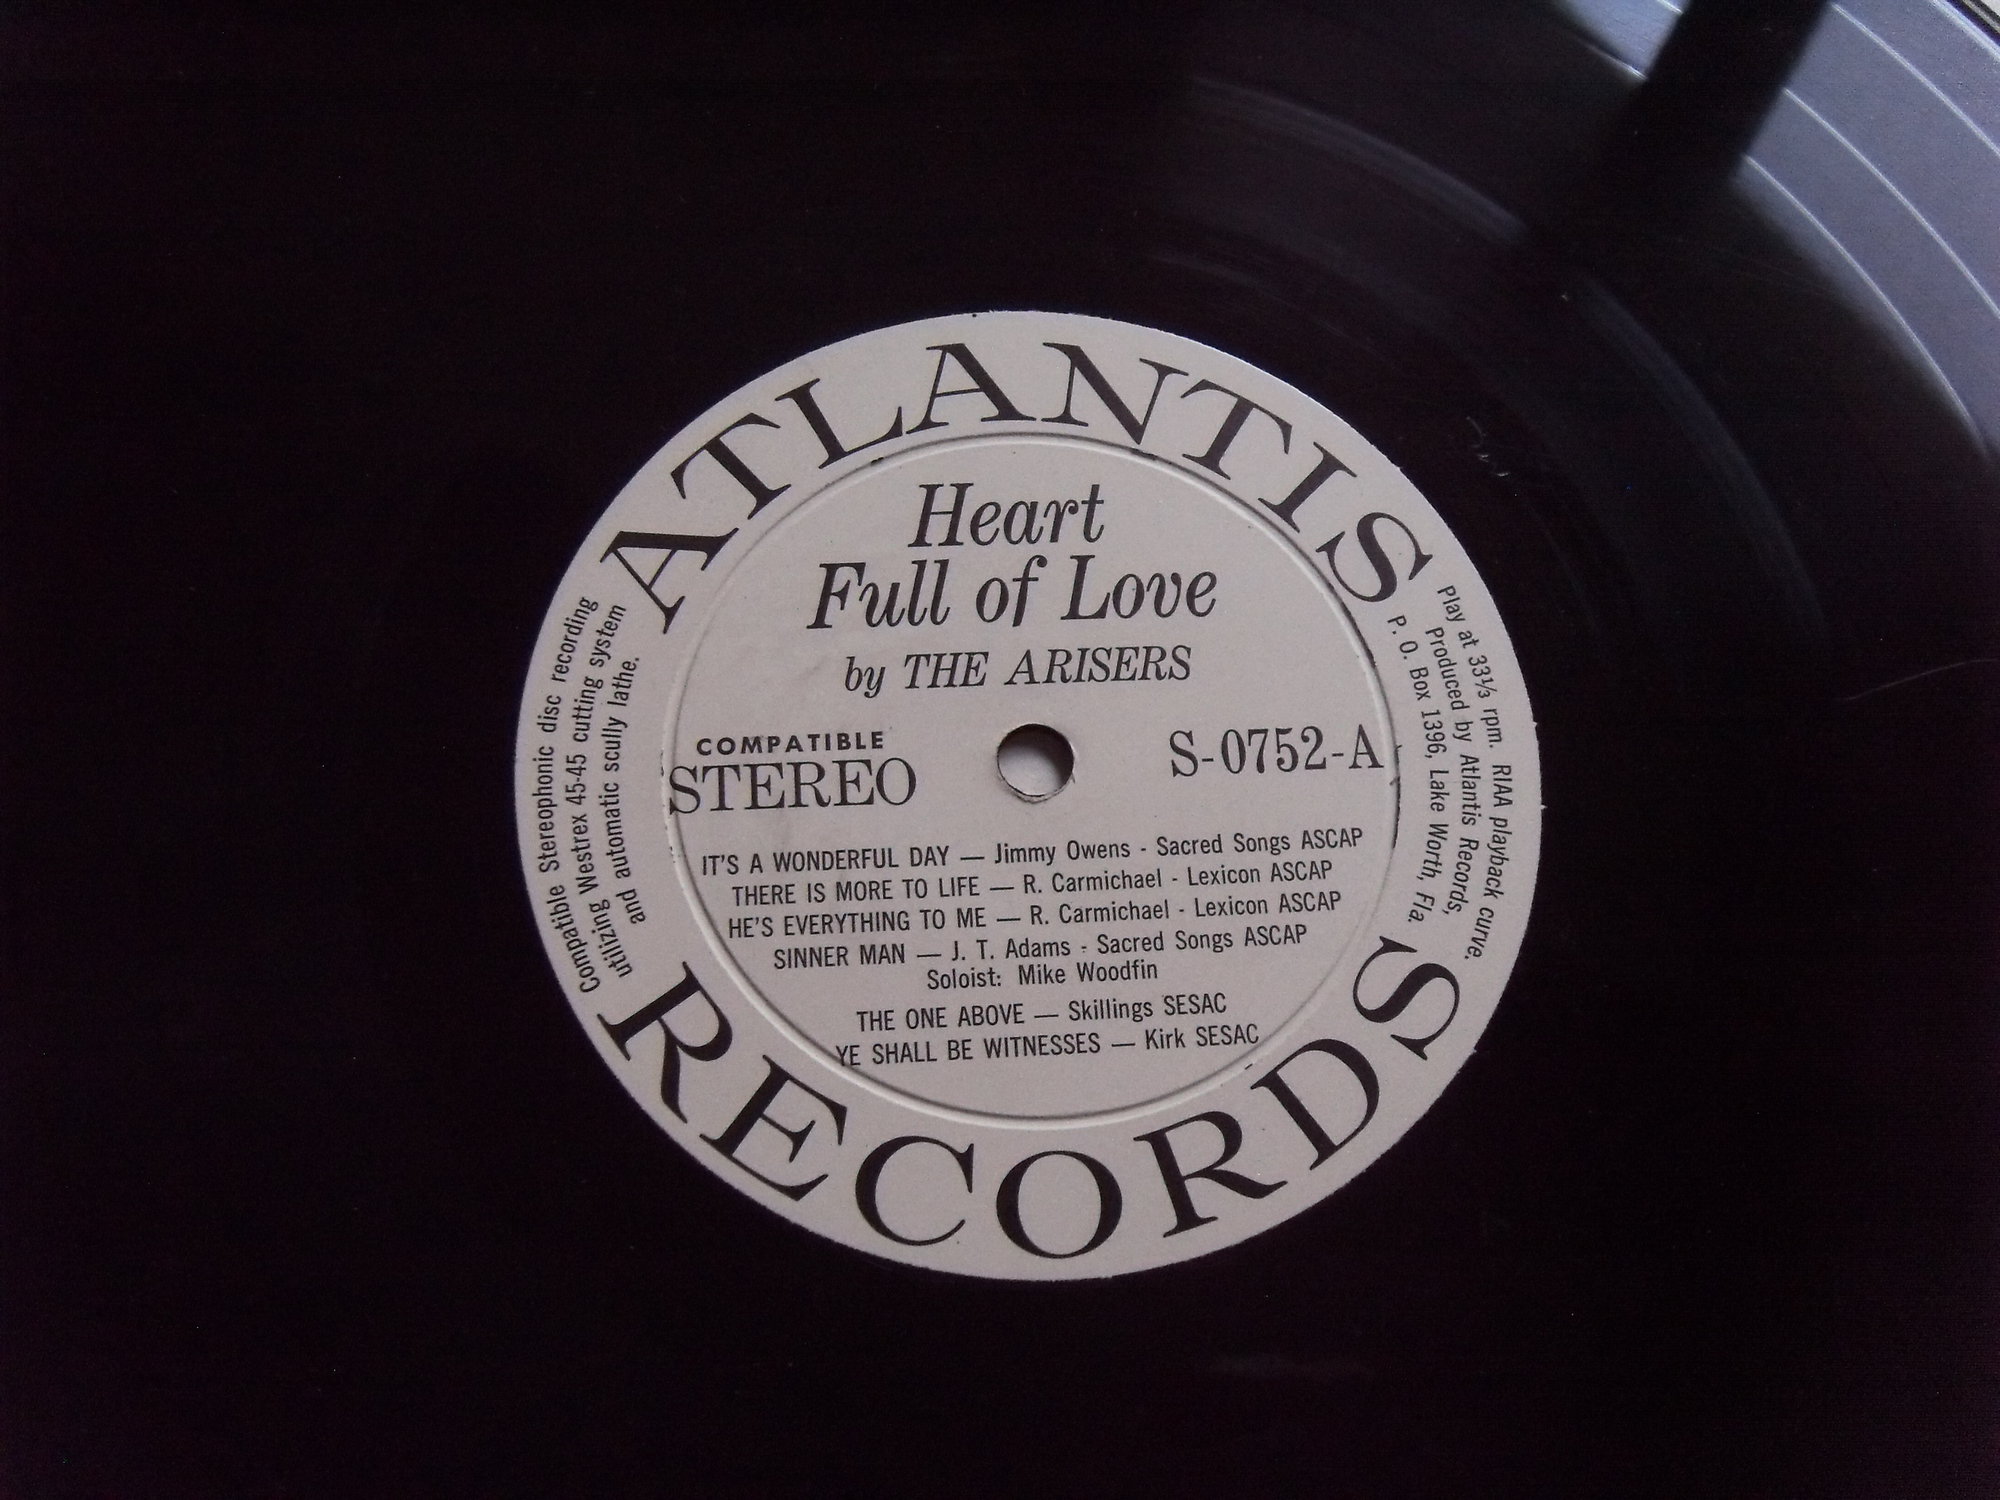 ATLANTIS
Heart
Full of Love
by THE ARISERS
COMPATIBLE
STEREO
S-0752-A
IT'S A WONDERFUL DAY — Jimmy Owens - Sacred Songs ASCAP
THERE IS MORE TO LIFE — R. Carmichael - Lexicon ASCAP
HE'S EVERYTHING TO ME — R. Carmichael - Lexicon ASCAP
SINNER MAN — J. T. Adams - Sacred Songs ASCAP
Soloist: Mike Woodfin
THE ONE ABOVE — Skillings SESAC
YE SHALL BE WITNESSES — Kirk SESAC
Compatible Stereophonic disc recording
utilizing Westrex 45-45 cutting system
and automatic scully lathe.
Play at 33⅓ rpm. RIAA playback curve.
Produced by Atlantis Records,
P. O. Box 1396, Lake Worth, Fla.
RECORDS